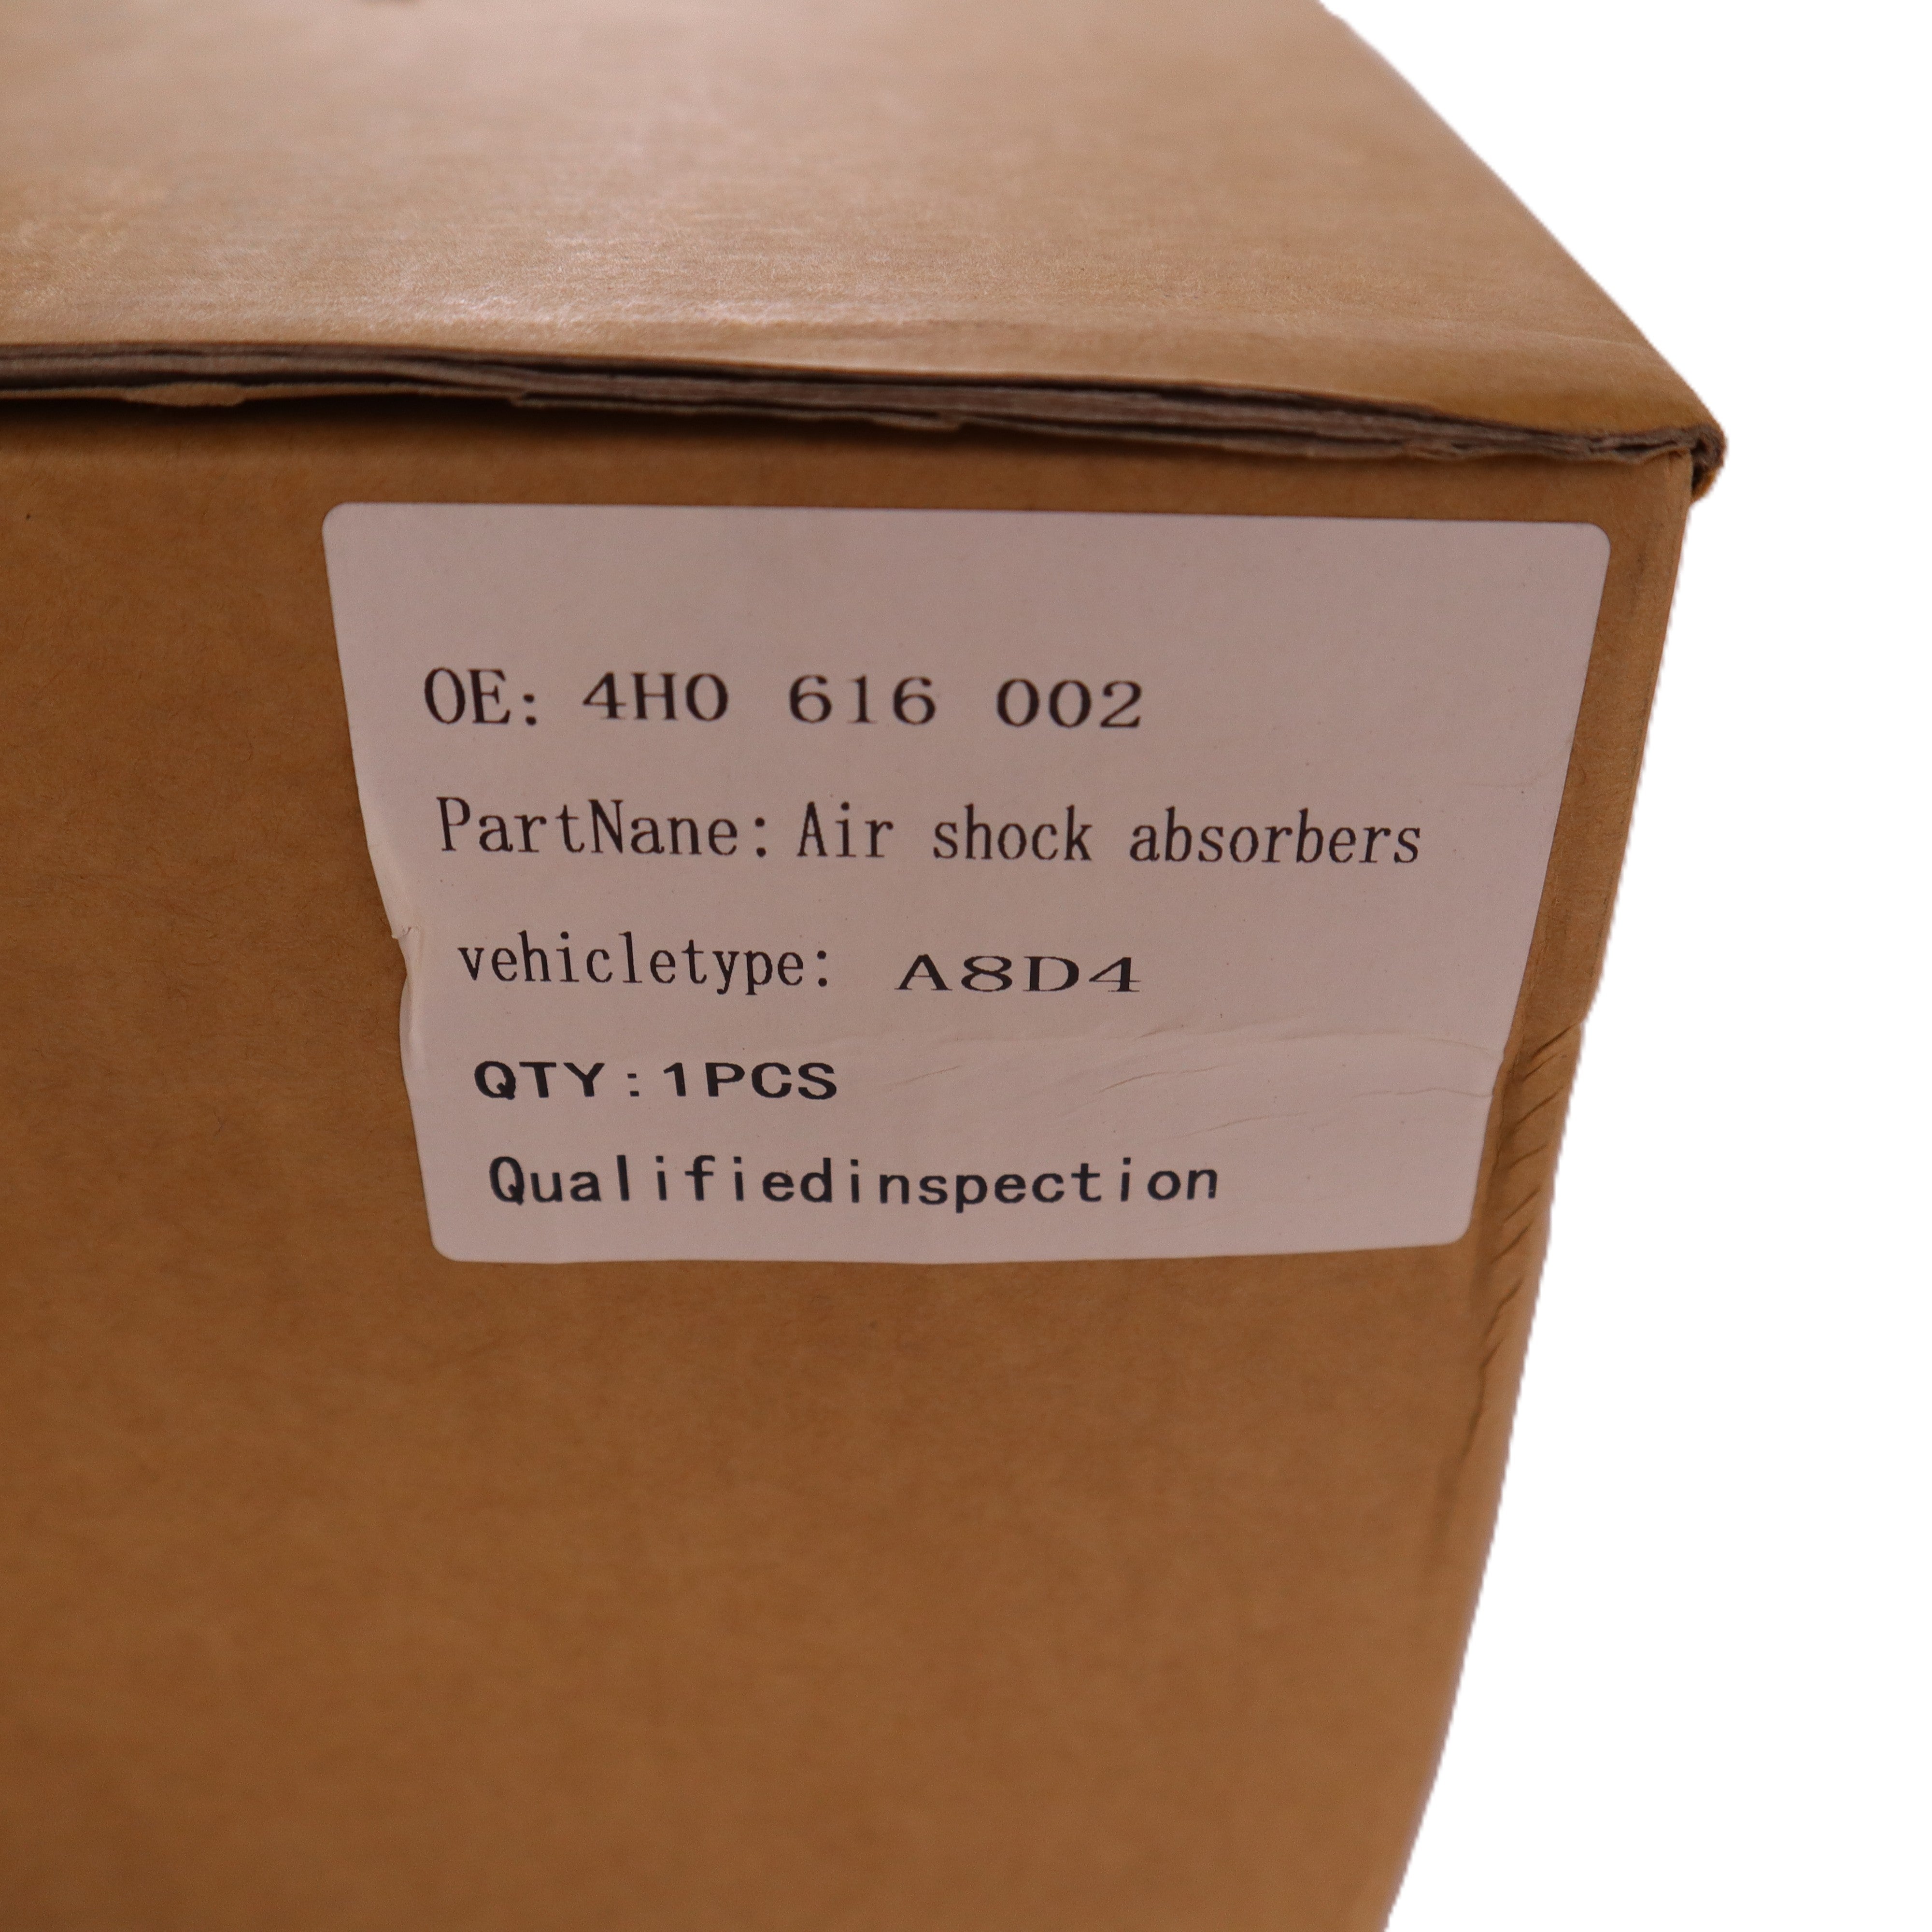 OE: 4H0 616 002
PartNane: Air shock absorbers
vehicletype: A8D4
QTY:1PCS
Qualifiedinspection